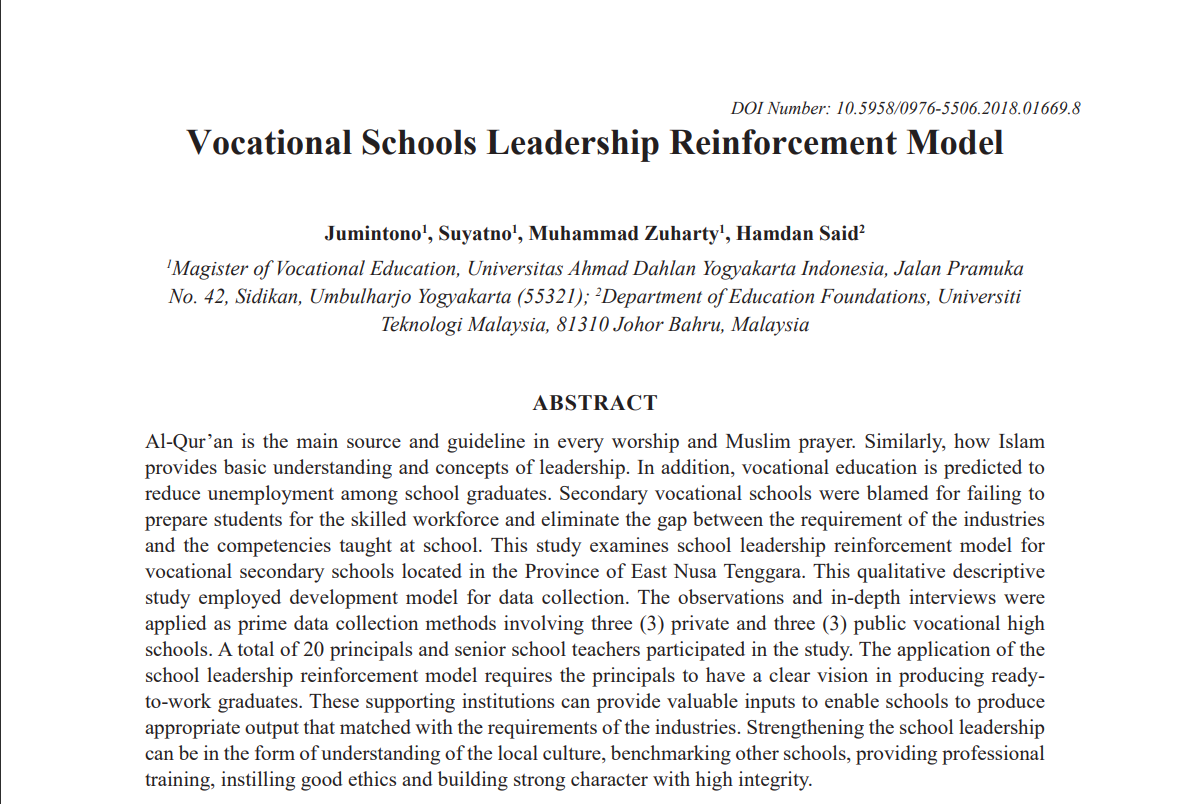 DOI Number: 10.5958/0976-5506.2018.01669.8
Vocational Schools Leadership Reinforcement Model
Jumintono¹, Suyatno¹, Muhammad Zuharty¹, Hamdan Said²
¹Magister of Vocational Education, Universitas Ahmad Dahlan Yogyakarta Indonesia, Jalan Pramuka
No. 42, Sidikan, Umbulharjo Yogyakarta (55321); ²Department of Education Foundations, Universiti
Teknologi Malaysia, 81310 Johor Bahru, Malaysia
ABSTRACT
Al-Qur’an is the main source and guideline in every worship and Muslim prayer. Similarly, how Islam
provides basic understanding and concepts of leadership. In addition, vocational education is predicted to
reduce unemployment among school graduates. Secondary vocational schools were blamed for failing to
prepare students for the skilled workforce and eliminate the gap between the requirement of the industries
and the competencies taught at school. This study examines school leadership reinforcement model for
vocational secondary schools located in the Province of East Nusa Tenggara. This qualitative descriptive
study employed development model for data collection. The observations and in-depth interviews were
applied as prime data collection methods involving three (3) private and three (3) public vocational high
schools. A total of 20 principals and senior school teachers participated in the study. The application of the
school leadership reinforcement model requires the principals to have a clear vision in producing ready-
to-work graduates. These supporting institutions can provide valuable inputs to enable schools to produce
appropriate output that matched with the requirements of the industries. Strengthening the school leadership
can be in the form of understanding of the local culture, benchmarking other schools, providing professional
training, instilling good ethics and building strong character with high integrity.